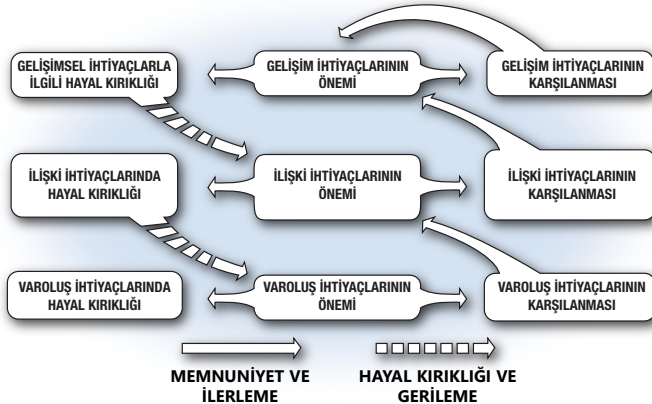 GELİŞİMSEL İHTİYAÇLARLA
İLGİLİ HAYAL KIRIKLIĞI
GELİŞİM İHTİYAÇLARININ
ÖNEMİ
GELİŞİM İHTİYAÇLARININ
KARŞILANMASI
İLİŞKİ İHTİYAÇLARINDA
HAYAL KIRIKLIĞI
İLİŞKİ İHTİYAÇLARININ
ÖNEMİ
İLİŞKİ İHTİYAÇLARININ
KARŞILANMASI
VAROLUŞ İHTİYAÇLARINDA
HAYAL KIRIKLIĞI
VAROLUŞ İHTİYAÇLARININ
ÖNEMİ
VAROLUŞ İHTİYAÇLARININ
KARŞILANMASI
MEMNUNİYET VE
İLERLEME
HAYAL KIRIKLIĞI VE
GERİLEME